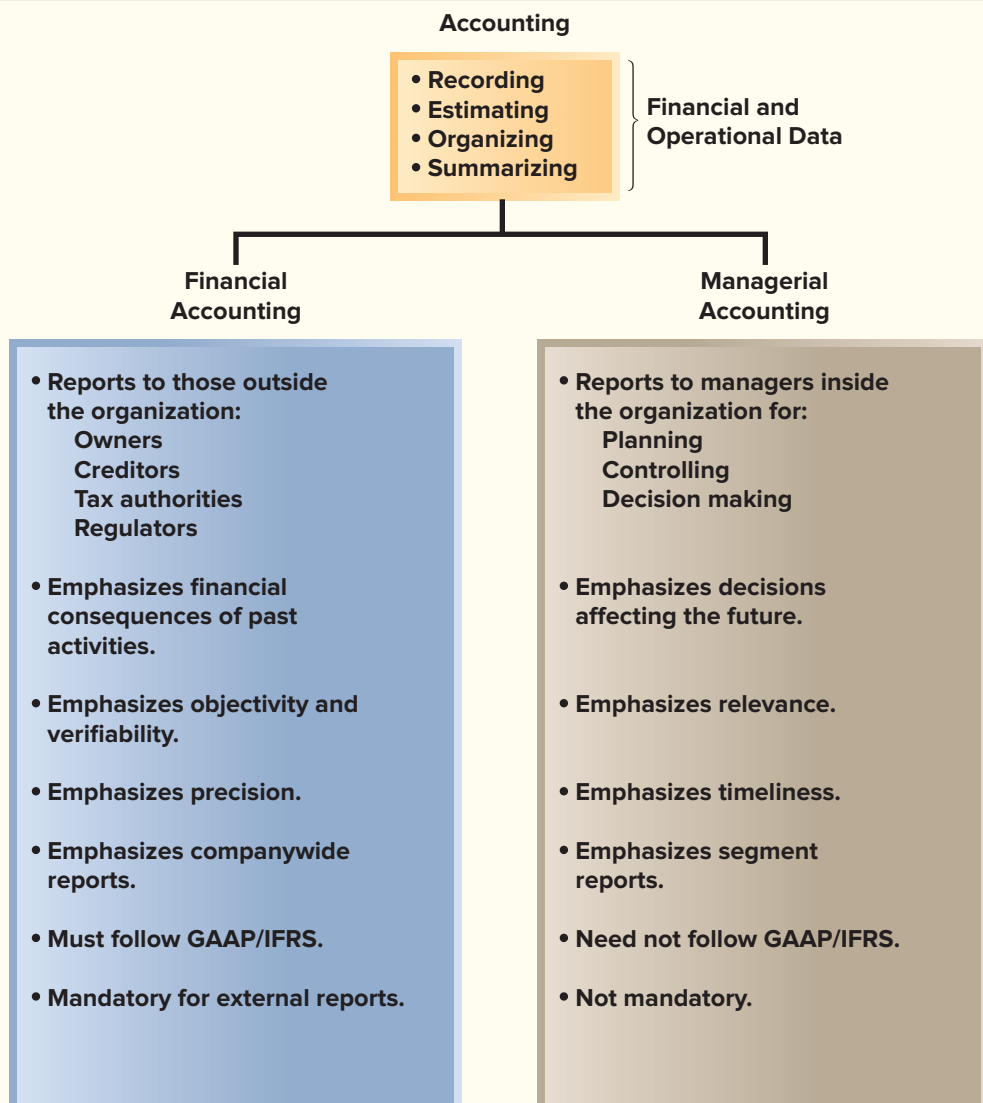 Accounting
• Recording
• Estimating
• Organizing
• Summarizing
Financial and
Operational Data
Financial
Accounting
• Reports to those outside
the organization:
Owners
Creditors
Tax authorities
Regulators
• Emphasizes financial
consequences of past
activities.
• Emphasizes objectivity and
verifiability.
• Emphasizes precision.
• Emphasizes companywide
reports.
• Must follow GAAP/IFRS.
• Mandatory for external reports.
Managerial
Accounting
• Reports to managers inside
the organization for:
Planning
Controlling
Decision making
• Emphasizes decisions
affecting the future.
• Emphasizes relevance.
• Emphasizes timeliness.
• Emphasizes segment
reports.
• Need not follow GAAP/IFRS.
• Not mandatory.